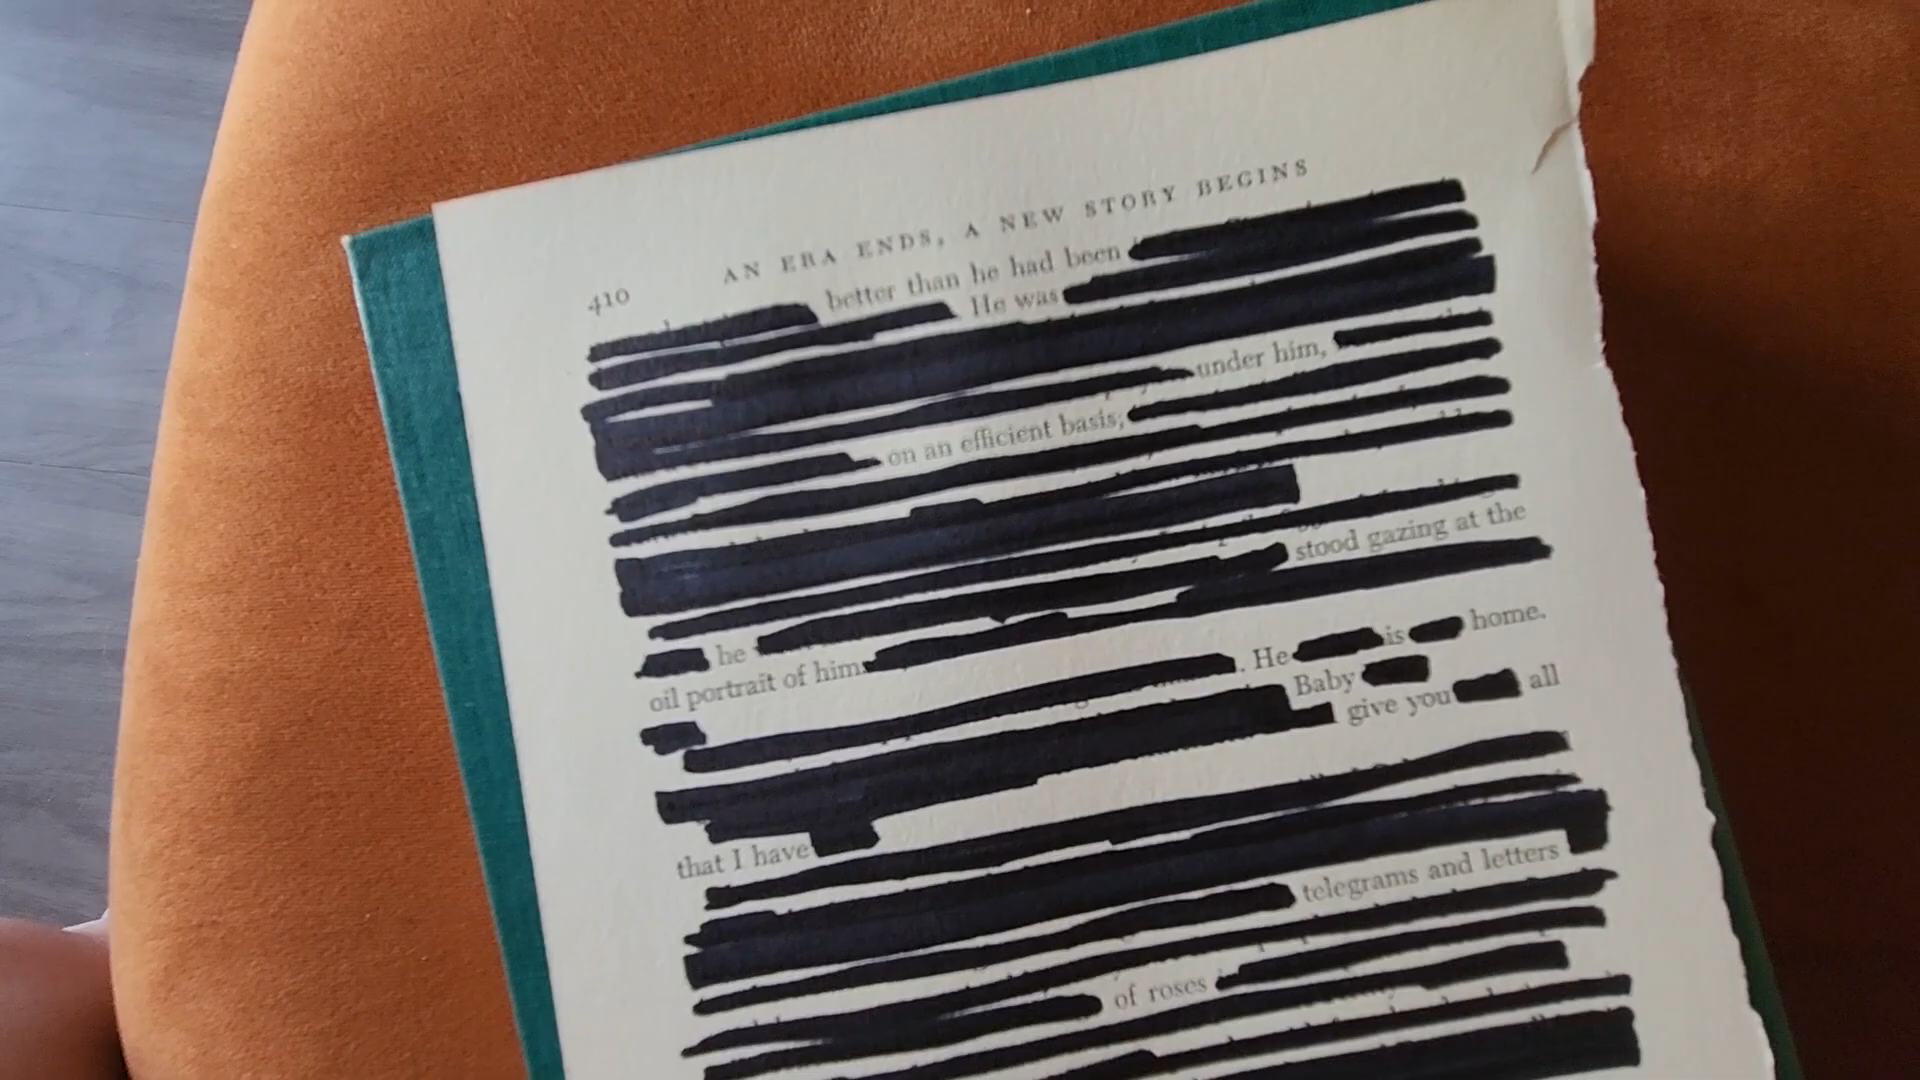 410 AN ERA ENDS, A NEW STORY BEGINS
better than he had been
He was
under him,
on an efficient basis;
he stood gazing at the
oil portrait of him
. He is home.
Baby
give you all
that I have
telegrams and letters
of roses